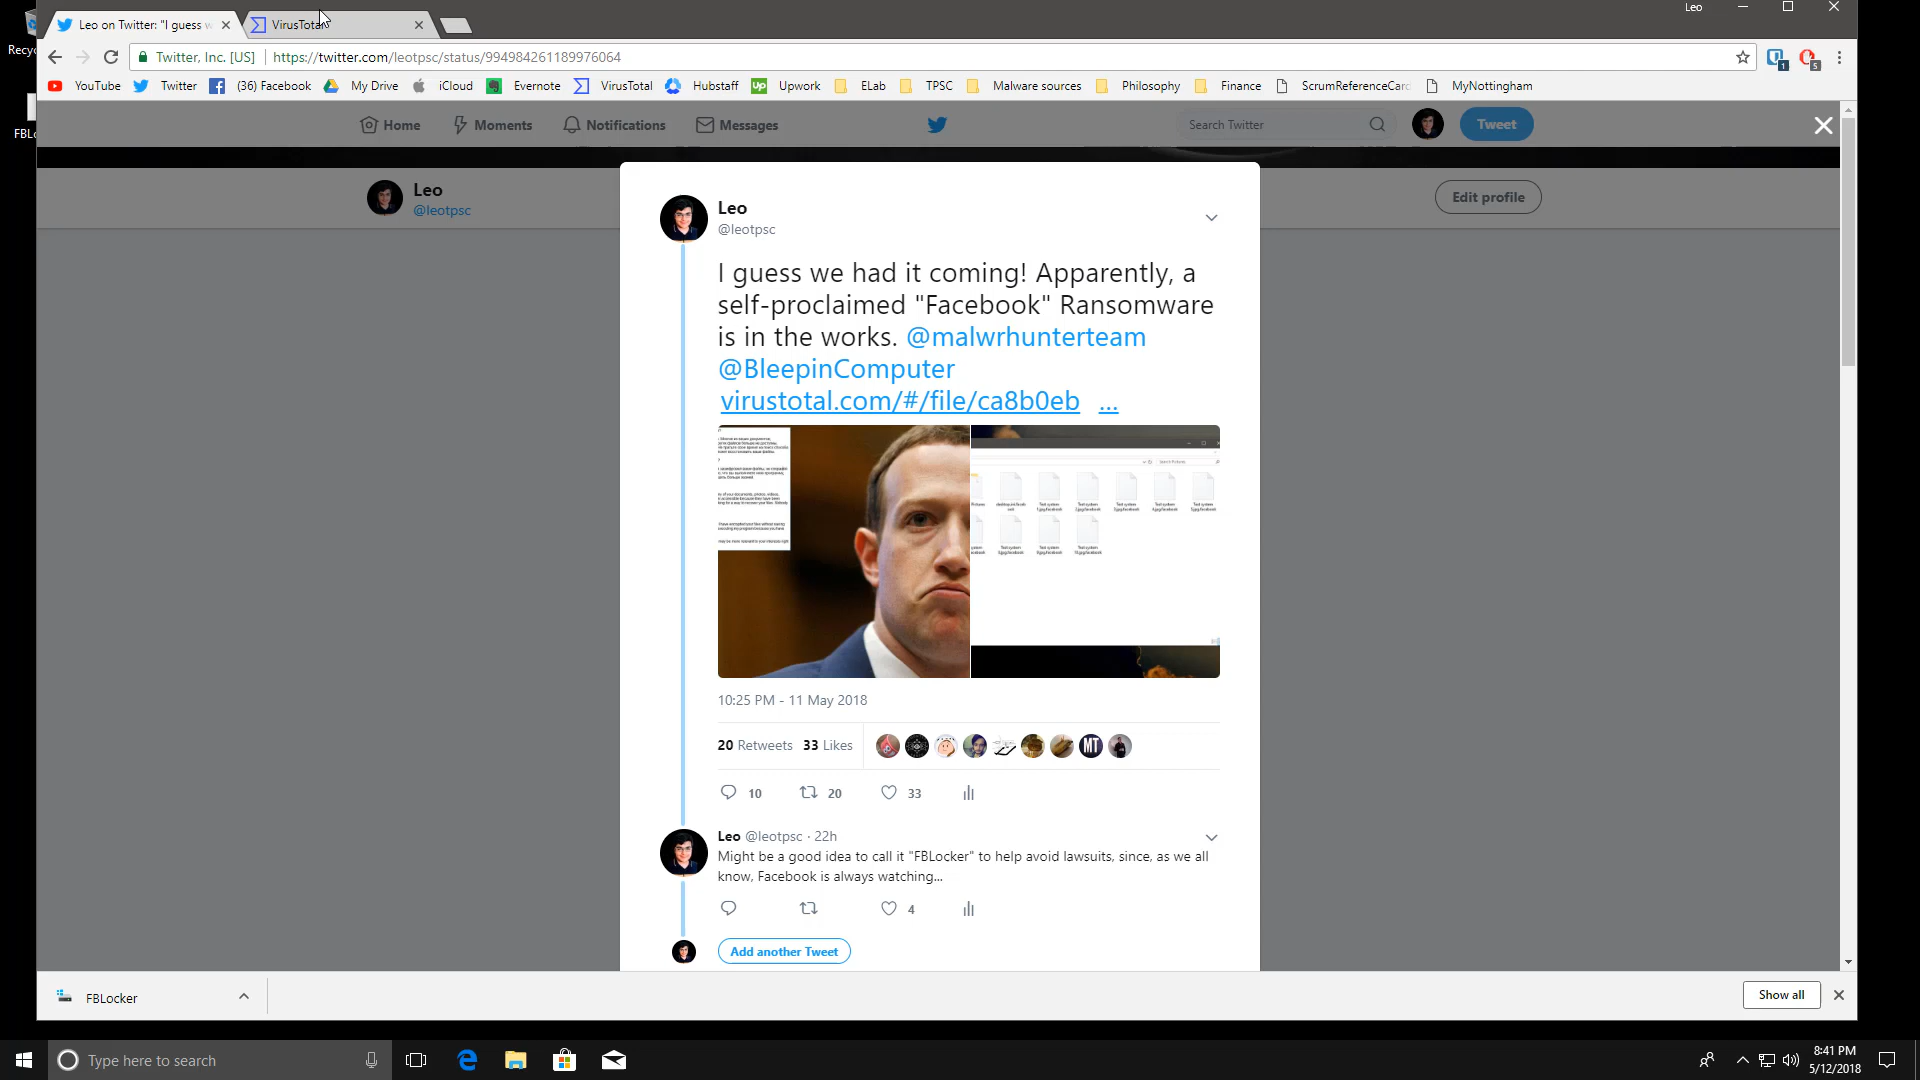 Leo
Leo on Twitter: "I guess w
VirusTotal
Twitter, Inc. [US]
https://twitter.com/leotpsc/status/994984261189976064
1
5
YouTube
Twitter
(36) Facebook
My Drive
iCloud
Evernote
VirusTotal
Hubstaff
Up
Upwork
ELab
TPSC
Malware sources
Philosophy
Finance
ScrumReferenceCard
MyNottingham
Recyc
FBLo
Home
Moments
Notifications
Messages
Search Twitter
Tweet
Leo
@leotpsc
Edit profile
Leo
@leotpsc
I guess we had it coming! Apparently, a
self-proclaimed "Facebook" Ransomware
is in the works. @malwrhunterteam
@BleepinComputer
virustotal.com/#/file/ca8b0eb ...
10:25 PM - 11 May 2018
20 Retweets 33 Likes
MT
10
20
33
Leo @leotpsc · 22h
Might be a good idea to call it "FBLocker" to help avoid lawsuits, since, as we all
know, Facebook is always watching...
4
Add another Tweet
FBLocker
Show all
Type here to search
8:41 PM
5/12/2018